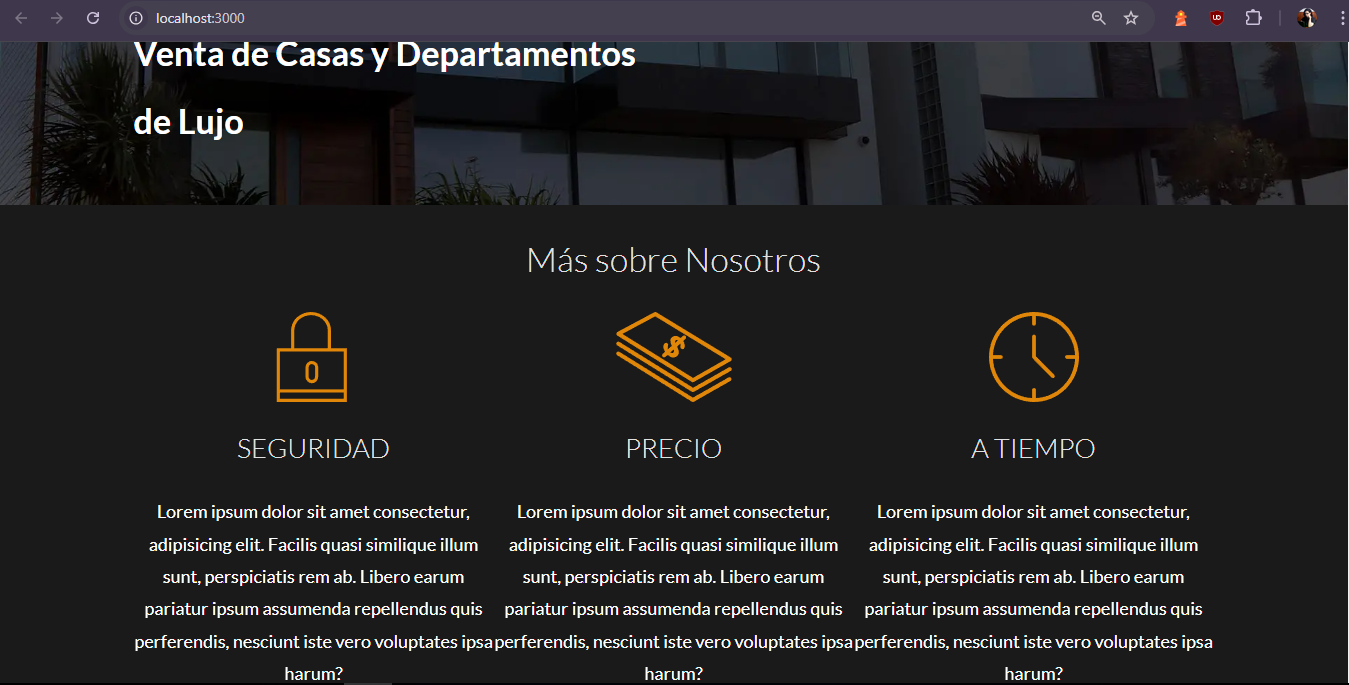 localhost:3000
Venta de Casas y Departamentos
de Lujo
Más sobre Nosotros
$
0
SEGURIDAD
Lorem ipsum dolor sit amet consectetur,
adipisicing elit. Facilis quasi similique illum
sunt, perspiciatis rem ab. Libero earum
pariatur ipsum assumenda repellendus quis
perferendis, nesciunt iste vero voluptates ipsa
harum?
PRECIO
Lorem ipsum dolor sit amet consectetur,
adipisicing elit. Facilis quasi similique illum
sunt, perspiciatis rem ab. Libero earum
pariatur ipsum assumenda repellendus quis
perferendis, nesciunt iste vero voluptates ipsa
harum?
A TIEMPO
Lorem ipsum dolor sit amet consectetur,
adipisicing elit. Facilis quasi similique illum
sunt, perspiciatis rem ab. Libero earum
pariatur ipsum assumenda repellendus quis
perferendis, nesciunt iste vero voluptates ipsa
harum?